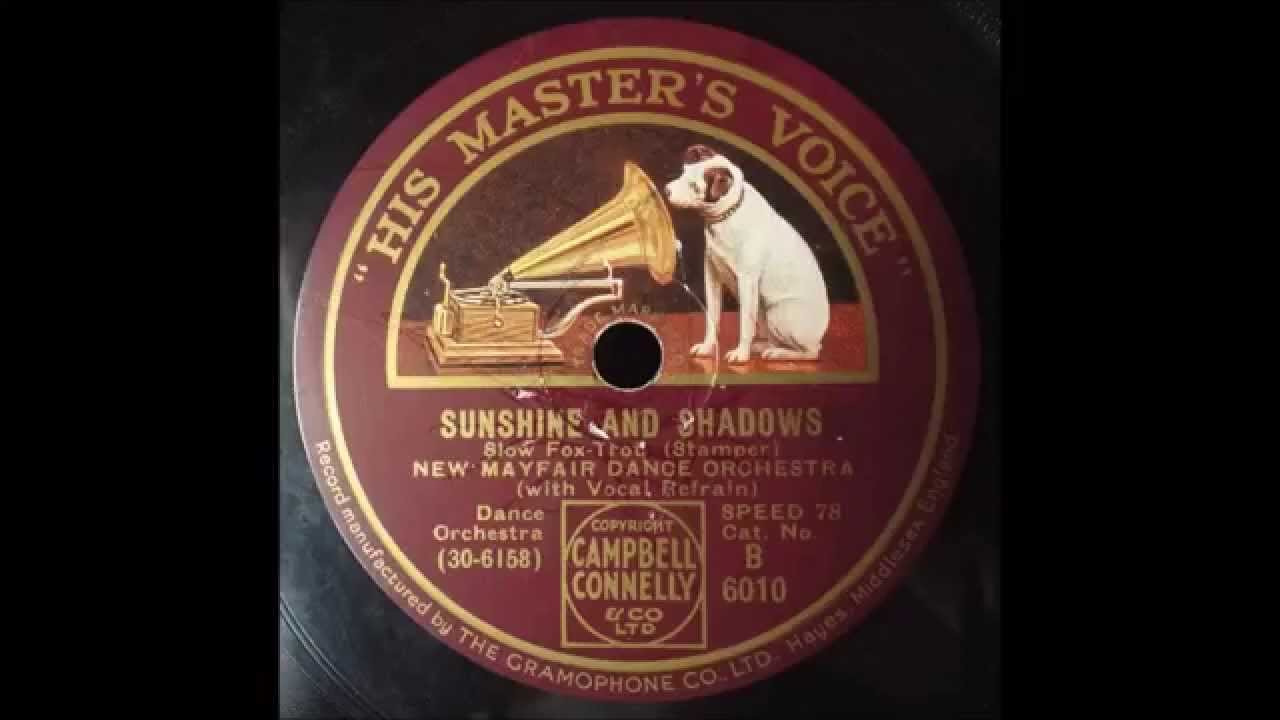 "HIS MASTER'S VOICE"
SUNSHINE AND SHADOWS
Slow Fox-Trot (Stamper)
NEW MAYFAIR DANCE ORCHESTRA
(with Vocal Refrain)
Dance
Orchestra
(30-6158)
COPYRIGHT
CAMPBELL
CONNELLY
& CO
LTD
SPEED 78
Cat. No.
B
6010
Record manufactured by THE GRAMOPHONE CO., LTD. Hayes, Middlesex, England